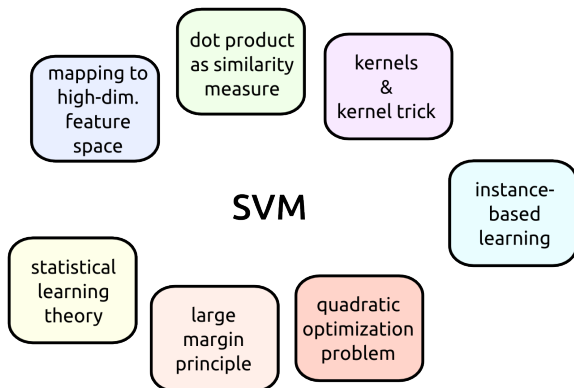 dot product
as similarity
measure
kernels
&
kernel trick
mapping to
high-dim.
feature
space
instance-
based
learning
SVM
statistical
learning
theory
large
margin
principle
quadratic
optimization
problem